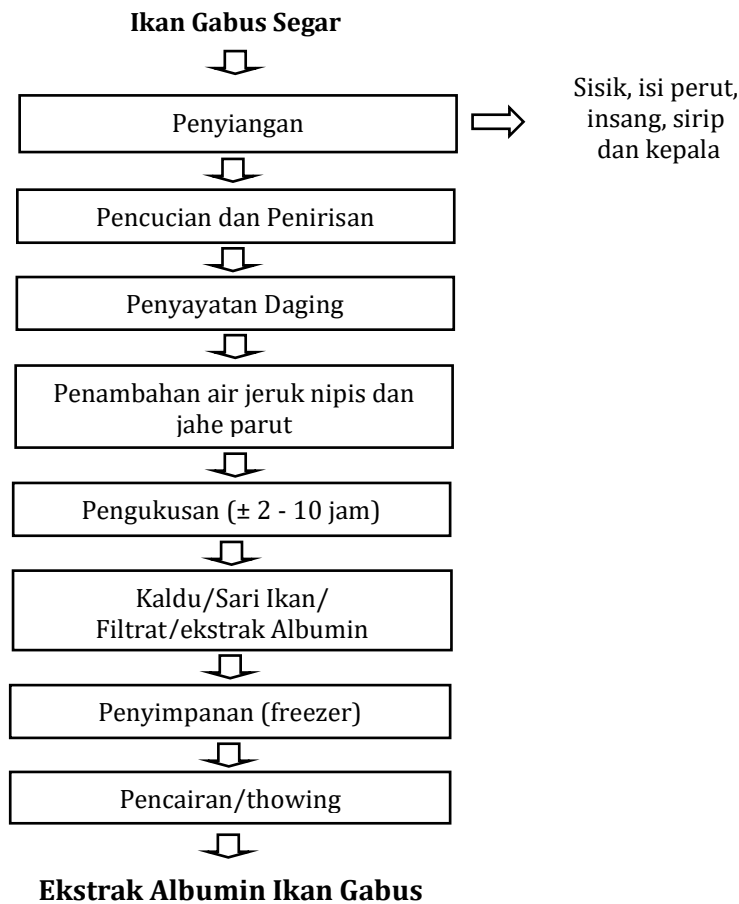 Ikan Gabus Segar
Penyiangan
Sisik, isi perut,
insang, sirip
dan kepala
Pencucian dan Penirisan
Penyayatan Daging
Penambahan air jeruk nipis dan
jahe parut
Pengukusan (± 2 - 10 jam)
Kaldu/Sari Ikan/
Filtrat/ekstrak Albumin
Penyimpanan (freezer)
Pencairan/thowing
Ekstrak Albumin Ikan Gabus